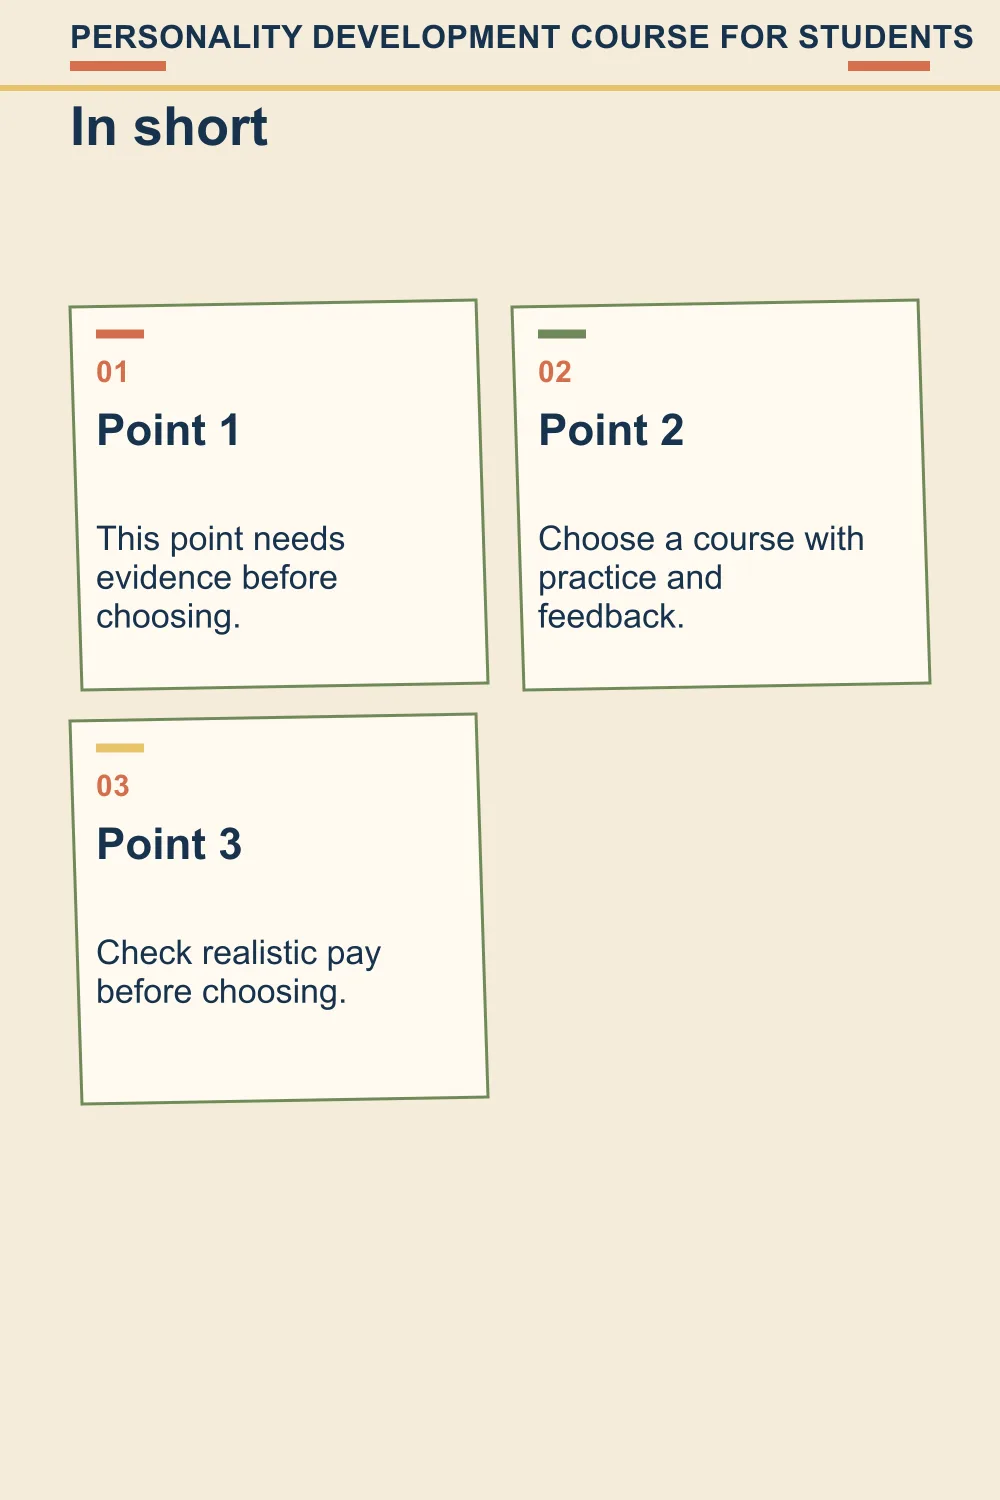 PERSONALITY DEVELOPMENT COURSE FOR STUDENTS
In short
01
Point 1
This point needs
evidence before
choosing.
02
Point 2
Choose a course with
practice and
feedback.
03
Point 3
Check realistic pay
before choosing.